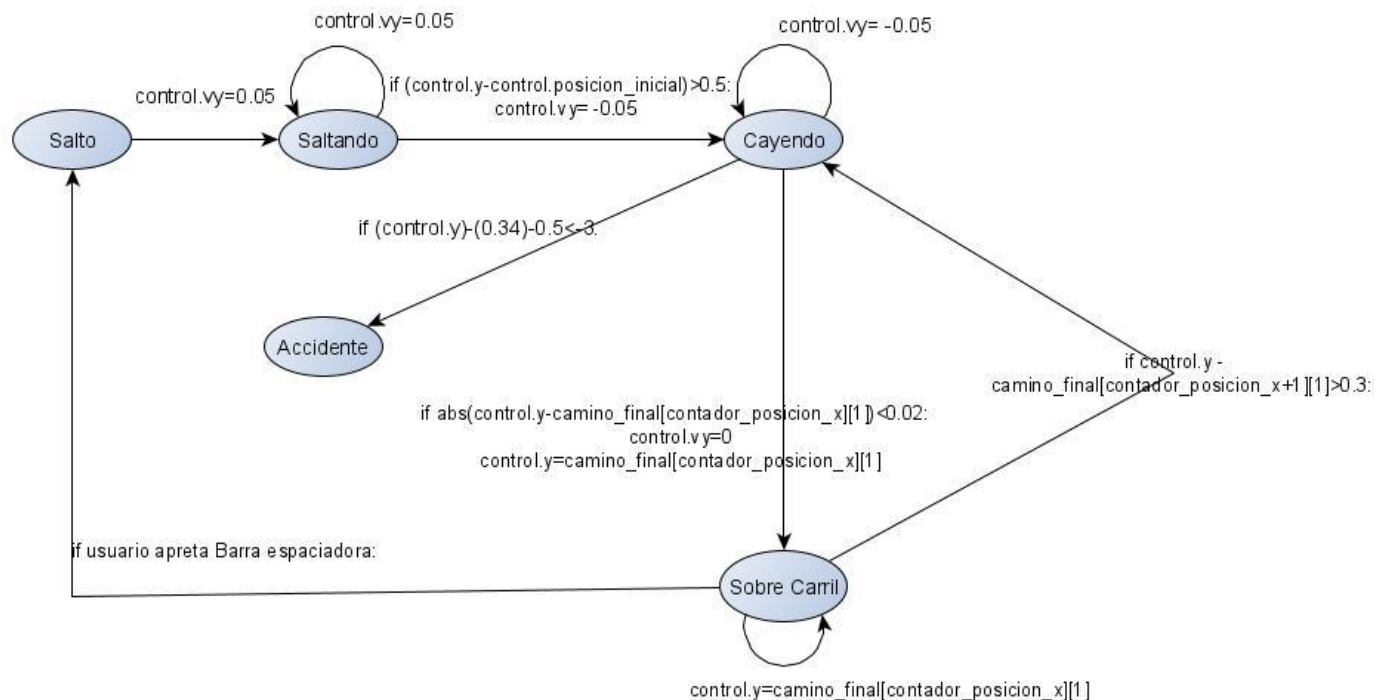 control.vy=0.05
control.vy= -0.05
control.vy=0.05
if (control.y-control.posicion_inicial)>0.5:
control.vy= -0.05
Salto
Saltando
Cayendo
if (control.y)-(0.34)-0.5<-3:
Accidente
if control.y -
camino_final[contador_posicion_x+1][1]>0.3:
if abs(control.y-camino_final[contador_posicion_x][1])<0.02:
control.vy=0
control.y=camino_final[contador_posicion_x][1]
if usuario apreta Barra espaciadora:
Sobre Carril
control.y=camino_final[contador_posicion_x][1]